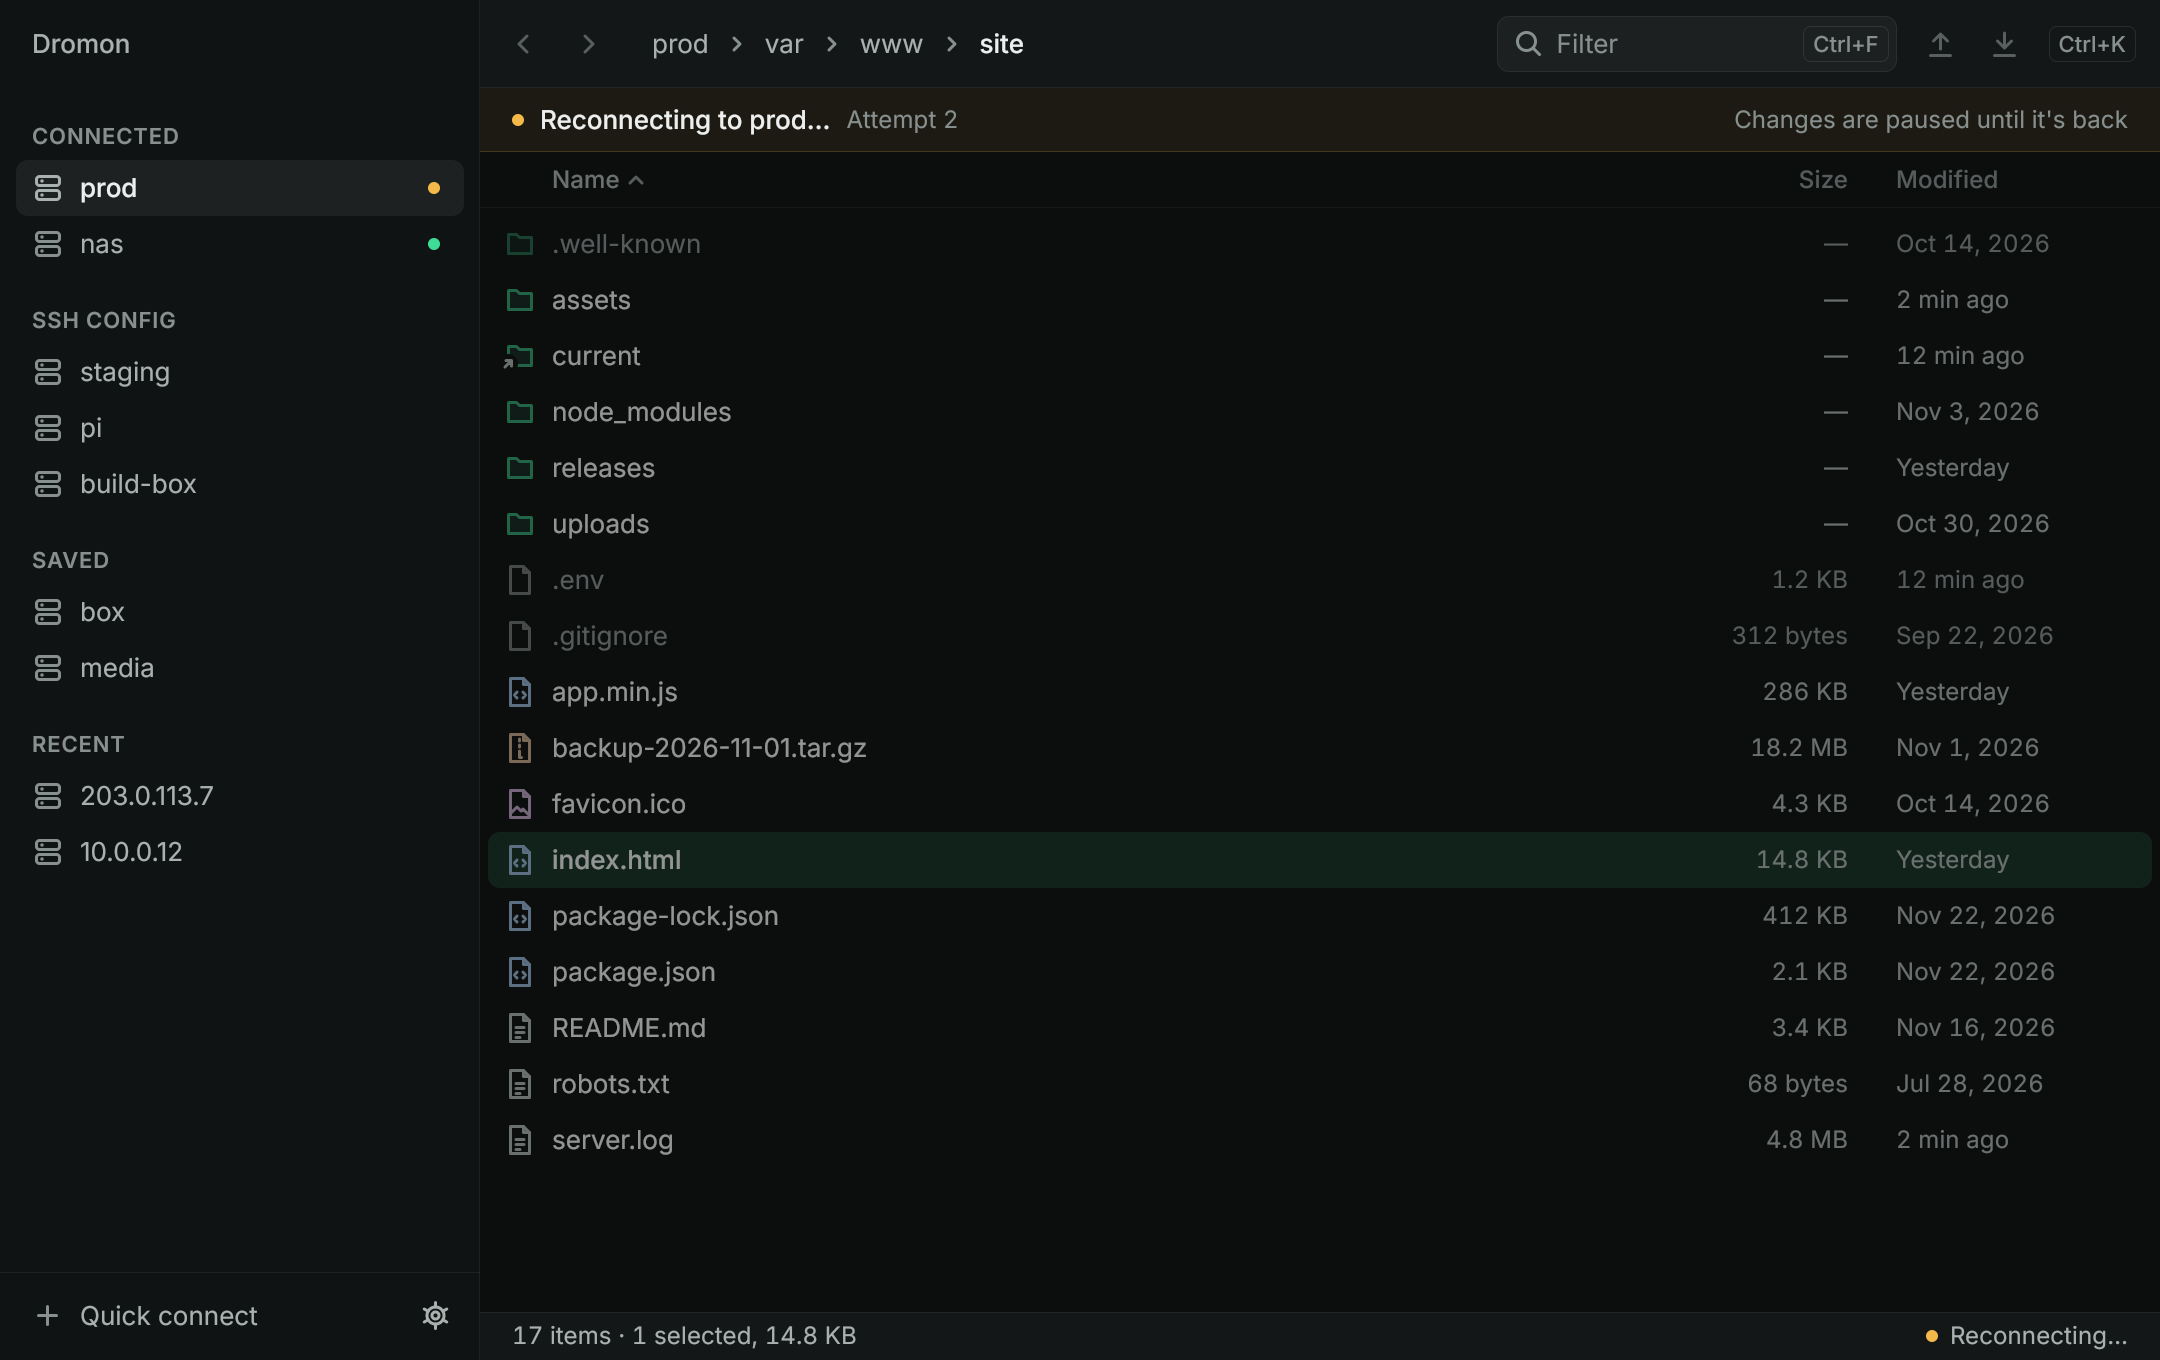 Dromon
CONNECTED
prod
nas
SSH CONFIG
staging
pi
build-box
SAVED
box
media
RECENT
203.0.113.7
10.0.0.12
Quick connect
prod > var > www > site
Filter Ctrl+F
Ctrl+K
Reconnecting to prod... Attempt 2 Changes are paused until it's back
Name Size Modified
.well-known — Oct 14, 2026
assets — 2 min ago
current — 12 min ago
node_modules — Nov 3, 2026
releases — Yesterday
uploads — Oct 30, 2026
.env 1.2 KB 12 min ago
.gitignore 312 bytes Sep 22, 2026
app.min.js 286 KB Yesterday
backup-2026-11-01.tar.gz 18.2 MB Nov 1, 2026
favicon.ico 4.3 KB Oct 14, 2026
index.html 14.8 KB Yesterday
package-lock.json 412 KB Nov 22, 2026
package.json 2.1 KB Nov 22, 2026
README.md 3.4 KB Nov 16, 2026
robots.txt 68 bytes Jul 28, 2026
server.log 4.8 MB 2 min ago
17 items · 1 selected, 14.8 KB
Reconnecting...